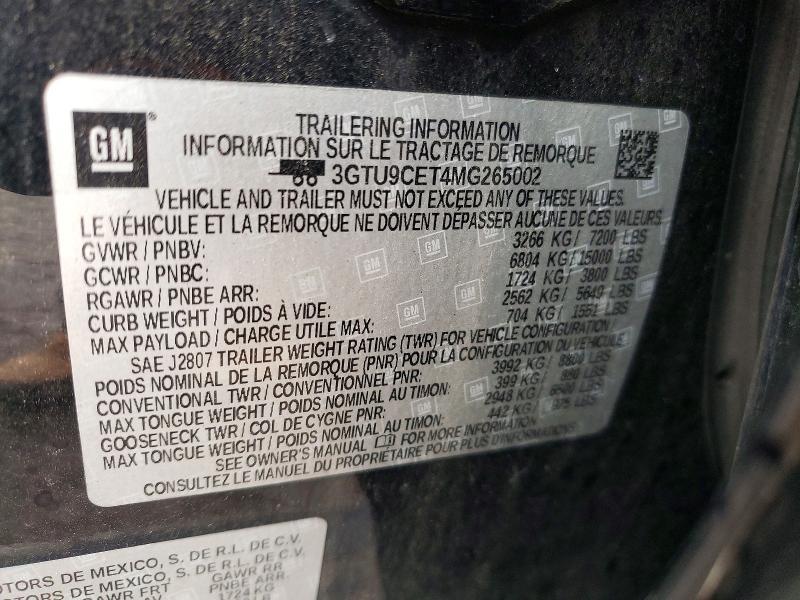 GM
TRAILERING INFORMATION
INFORMATION SUR LE TRACTAGE DE REMORQUE
3GTU9CET4MG265002
VEHICLE AND TRAILER MUST NOT EXCEED ANY OF THESE VALUES.
LE VÉHICULE ET LA REMORQUE NE DOIVENT DÉPASSER AUCUNE DE CES VALEURS.
GVWR / PNBV: 3266 KG/ 7200 LBS
GCWR / PNBC: 6804 KG/ 15000 LBS
RGAWR / PNBE ARR: 1724 KG/ 3800 LBS
CURB WEIGHT / POIDS À VIDE: 2562 KG/ 5649 LBS
MAX PAYLOAD / CHARGE UTILE MAX: 704 KG/ 1551 LBS
SAE J2807 TRAILER WEIGHT RATING (TWR) FOR VEHICLE CONFIGURATION/
POIDS NOMINAL DE LA REMORQUE (PNR) POUR LA CONFIGURATION DU VÉHICULE.
CONVENTIONAL TWR / CONVENTIONNEL PNR: 3992 KG/ 8800 LBS
MAX TONGUE WEIGHT / POIDS NOMINAL AU TIMON: 399 KG/ 880 LBS
GOOSENECK TWR / COL DE CYGNE PNR: 2948 KG/ 6500 LBS
MAX TONGUE WEIGHT / POIDS NOMINAL AU TIMON: 442 KG/ 975 LBS
SEE OWNER'S MANUAL FOR MORE INFORMATION
CONSULTEZ LE MANUEL DU PROPRIÉTAIRE POUR PLUS D'INFORMATIONS.
OTORS DE MEXICO, S. DE R.L. DE C.V.
OTORS DE MEXICO, S. DE R.L. DE C.V.
GAWR FRT GAWR RR
AV PNBE ARR.
1724 KG